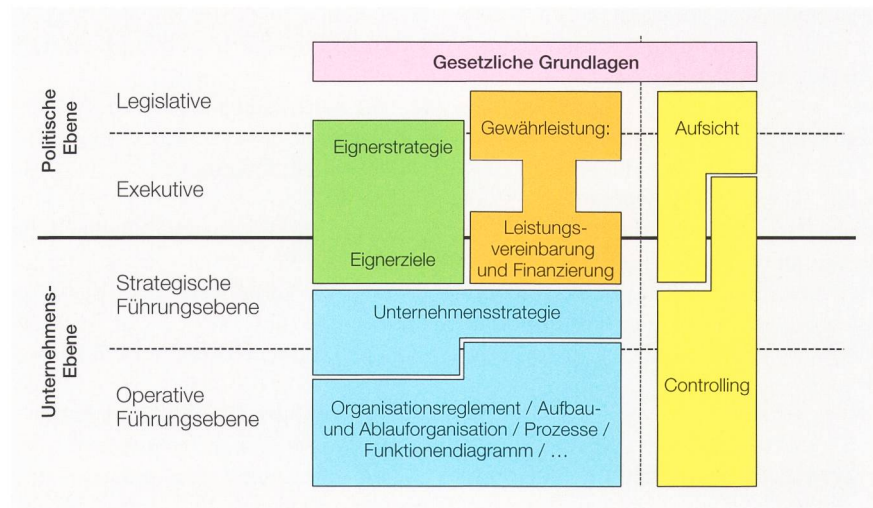 Gesetzliche Grundlagen
Politische
Ebene
Legislative
Exekutive
Eignerstrategie
Eignerziele
Gewährleistung:
Leistungs-
vereinbarung
und Finanzierung
Aufsicht
Unternehmens-
Ebene
Strategische
Führungsebene
Unternehmensstrategie
Operative
Führungsebene
Organisationsreglement / Aufbau-
und Ablauforganisation / Prozesse /
Funktionendiagramm / …
Controlling